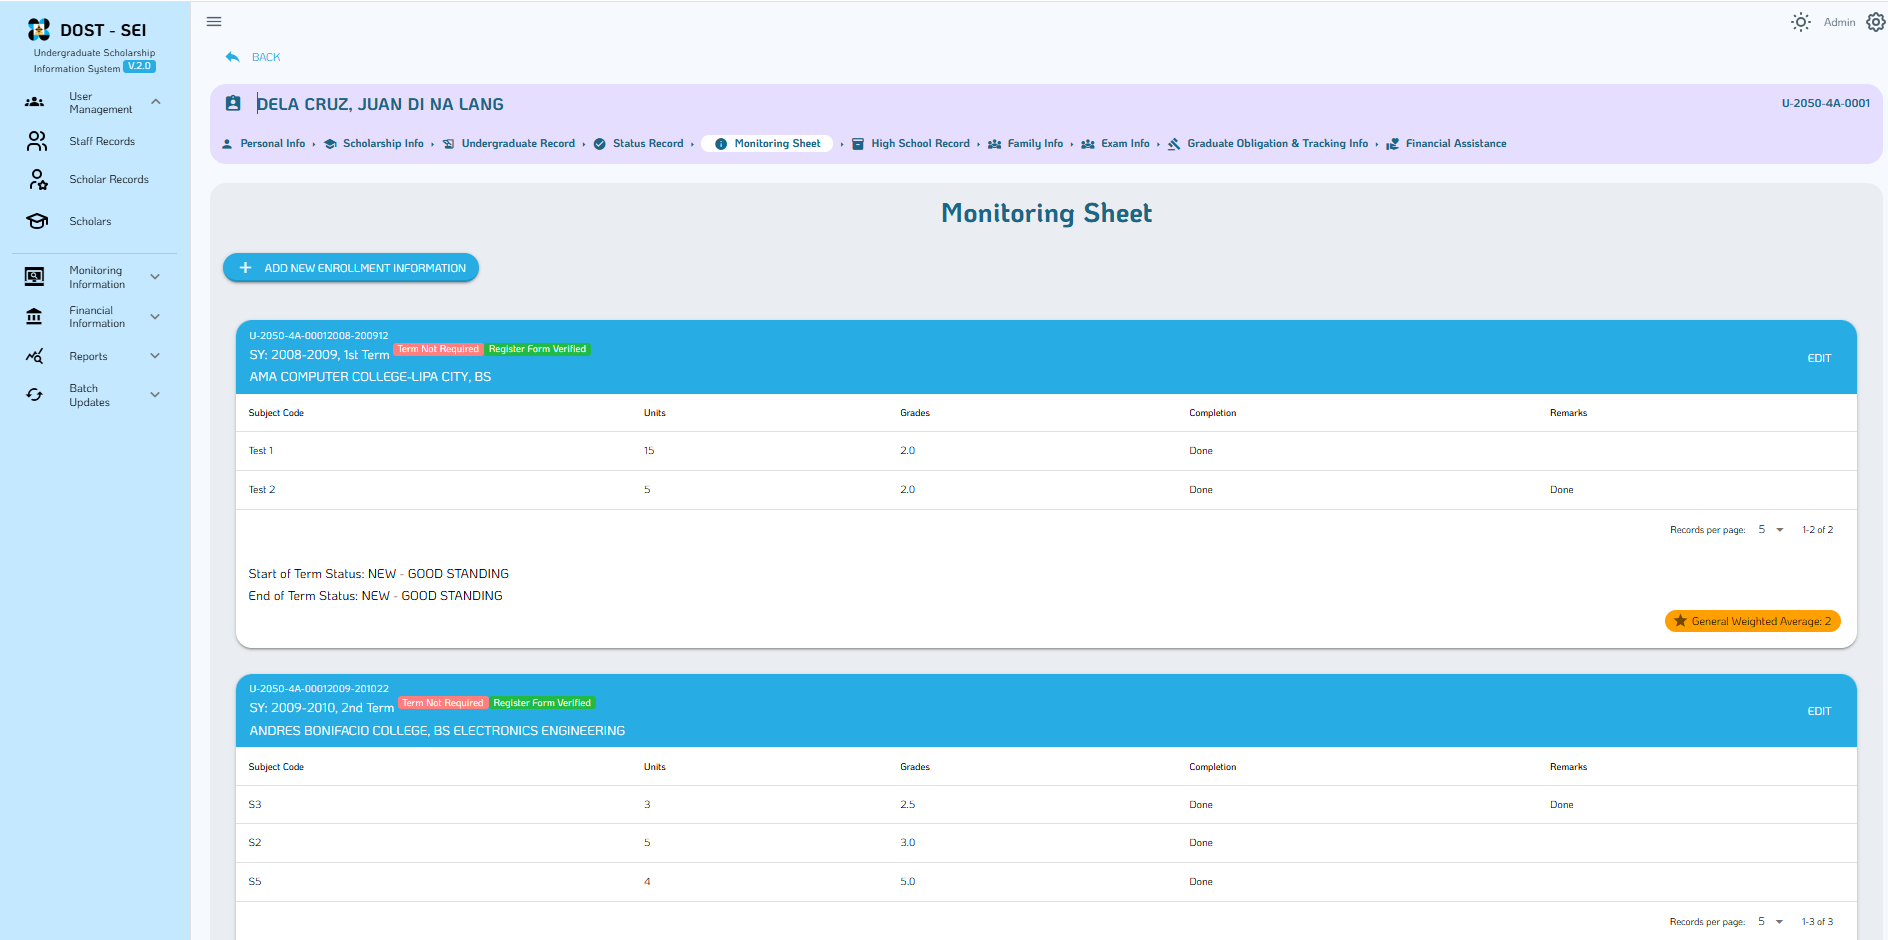 DOST - SEI
Undergraduate Scholarship
Information System V.2.0
User
Management
Staff Records
Scholar Records
Scholars
Monitoring
Information
Financial
Information
Reports
Batch
Updates
Admin
BACK
DELA CRUZ, JUAN DI NA LANG
U-2050-4A-0001
Personal Info Scholarship Info Undergraduate Record Status Record Monitoring Sheet High School Record Family Info Exam Info Graduate Obligation & Tracking Info Financial Assistance
Monitoring Sheet
ADD NEW ENROLLMENT INFORMATION
U-2050-4A-00012008-200912
SY: 2008-2009, 1st Term Term Not Required Register Form Verified
AMA COMPUTER COLLEGE-LIPA CITY, BS
EDIT
Subject Code Units Grades Completion Remarks
Test 1 15 2.0 Done
Test 2 5 2.0 Done Done
Records per page: 5 1-2 of 2
Start of Term Status: NEW - GOOD STANDING
End of Term Status: NEW - GOOD STANDING
General Weighted Average: 2
U-2050-4A-00012009-201022
SY: 2009-2010, 2nd Term Term Not Required Register Form Verified
ANDRES BONIFACIO COLLEGE, BS ELECTRONICS ENGINEERING
EDIT
Subject Code Units Grades Completion Remarks
S3 3 2.5 Done Done
S2 5 3.0 Done
S5 4 5.0 Done
Records per page: 5 1-3 of 3